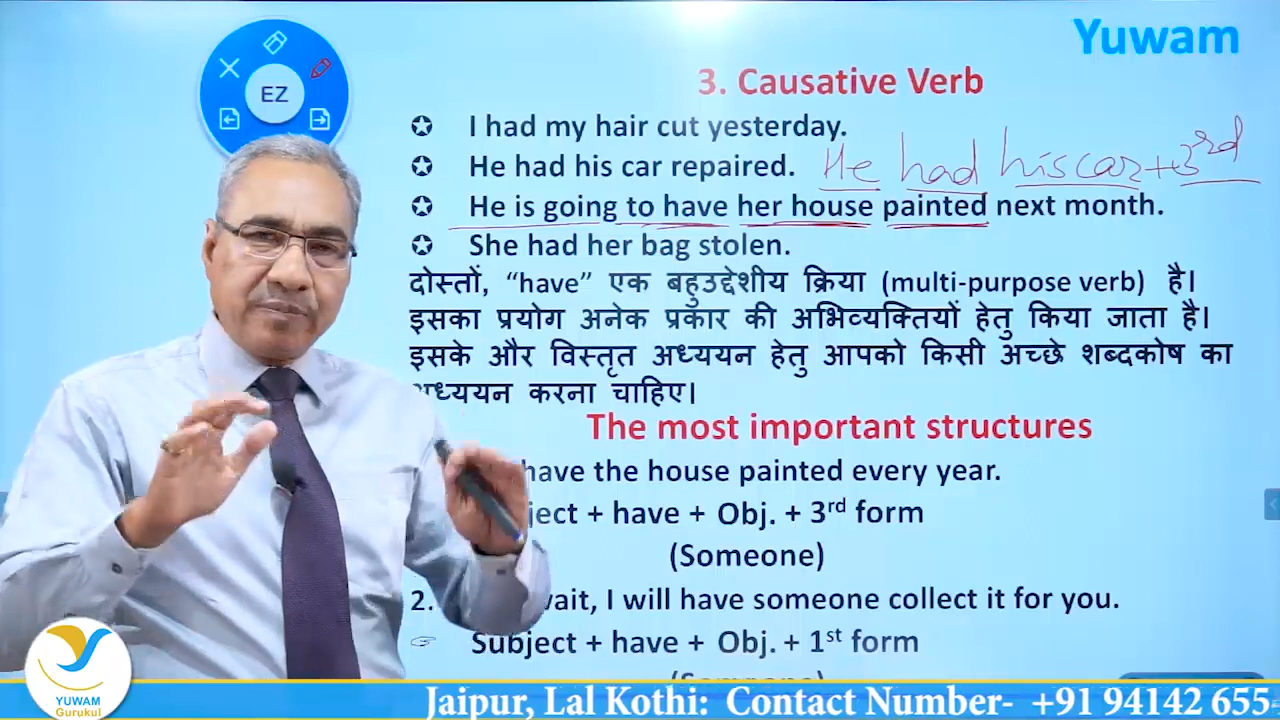 Yuwam
EZ
3. Causative Verb
I had my hair cut yesterday.
He had his car repaired.
He had his car + 3rd
He is going to have her house painted next month.
She had her bag stolen.
दोस्तों, “have” एक बहुउद्देशीय क्रिया (multi-purpose verb) है।
इसका प्रयोग अनेक प्रकार की अभिव्यक्तियों हेतु किया जाता है।
इसके और विस्तृत अध्ययन हेतु आपको किसी अच्छे शब्दकोष का
करना चाहिए।
The most important structures
have the house painted every year.
+ have + Obj. + 3rd form
(Someone)
2. I will have someone collect it for you.
Subject + have + Obj. + 1st form
YUWAM
Gurukul
Jaipur, Lal Kothi: Contact Number- +91 94142 655